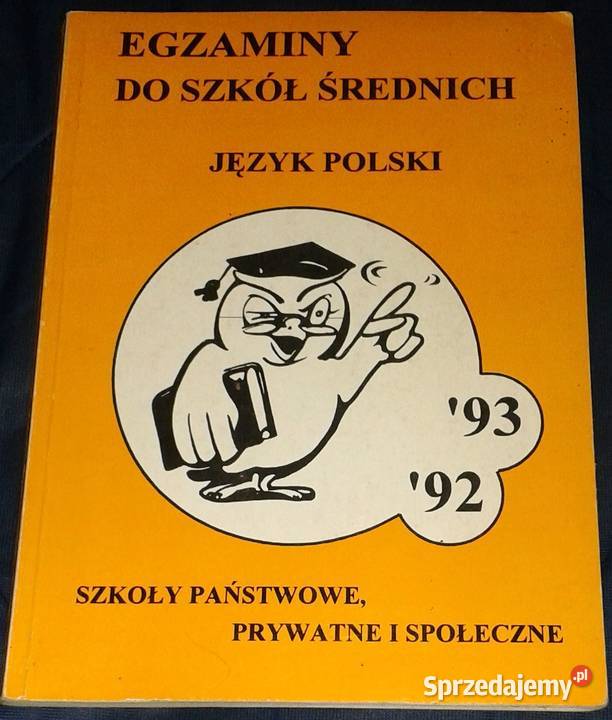 EGZAMINY
DO SZKÓŁ ŚREDNICH
JĘZYK POLSKI
'93
'92
SZKOŁY PAŃSTWOWE,
PRYWATNE I SPOŁECZNE
Sprzedajemy.pl